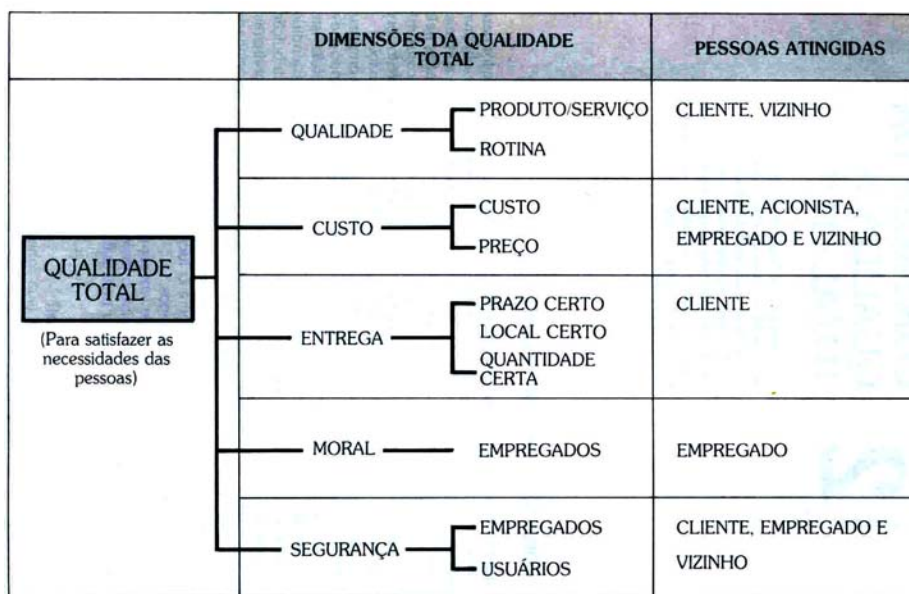 DIMENSÕES DA QUALIDADE
TOTAL
PESSOAS ATINGIDAS
QUALIDADE
TOTAL
(Para satisfazer as
necessidades das
pessoas)
QUALIDADE
PRODUTO/SERVIÇO
ROTINA
CLIENTE, VIZINHO
CUSTO
CUSTO
PREÇO
CLIENTE, ACIONISTA,
EMPREGADO E VIZINHO
ENTREGA
PRAZO CERTO
LOCAL CERTO
QUANTIDADE
CERTA
CLIENTE
MORAL
EMPREGADOS
EMPREGADO
SEGURANÇA
EMPREGADOS
USUÁRIOS
CLIENTE, EMPREGADO E
VIZINHO